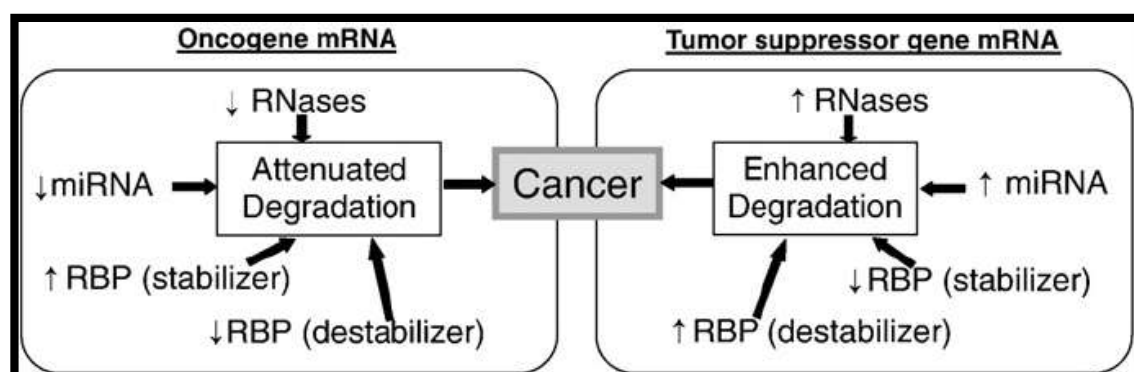 Oncogene mRNA
↓ RNases
↓miRNA
Attenuated
Degradation
↑ RBP (stabilizer)
↓RBP (destabilizer)
Cancer
Tumor suppressor gene mRNA
↑ RNases
Enhanced
Degradation
↑ miRNA
↓RBP (stabilizer)
↑ RBP (destabilizer)